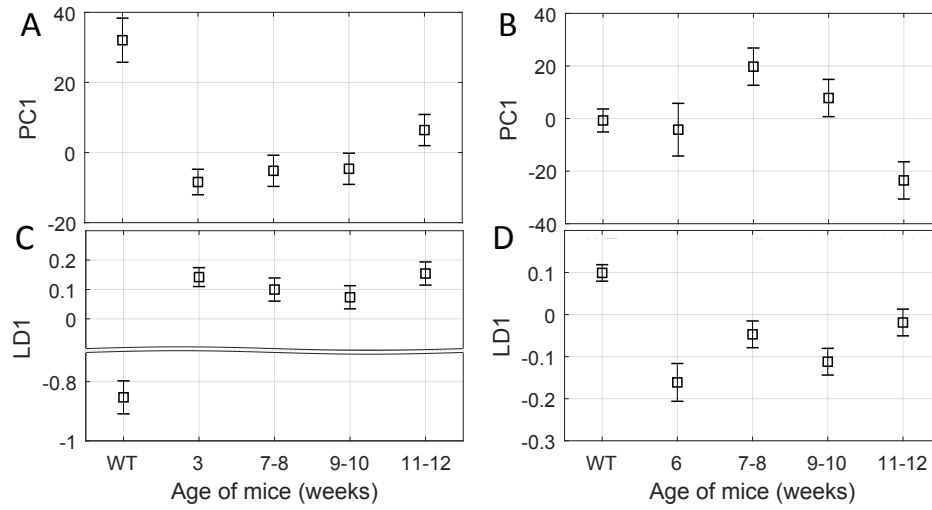 A
PC1
40
20
0
-20
B
PC1
40
20
0
-20
-40
C
LD1
0.2
0.1
0
-0.8
-1
WT 3 7-8 9-10 11-12
Age of mice (weeks)
D
LD1
0.1
0
-0.1
-0.2
-0.3
WT 6 7-8 9-10 11-12
Age of mice (weeks)